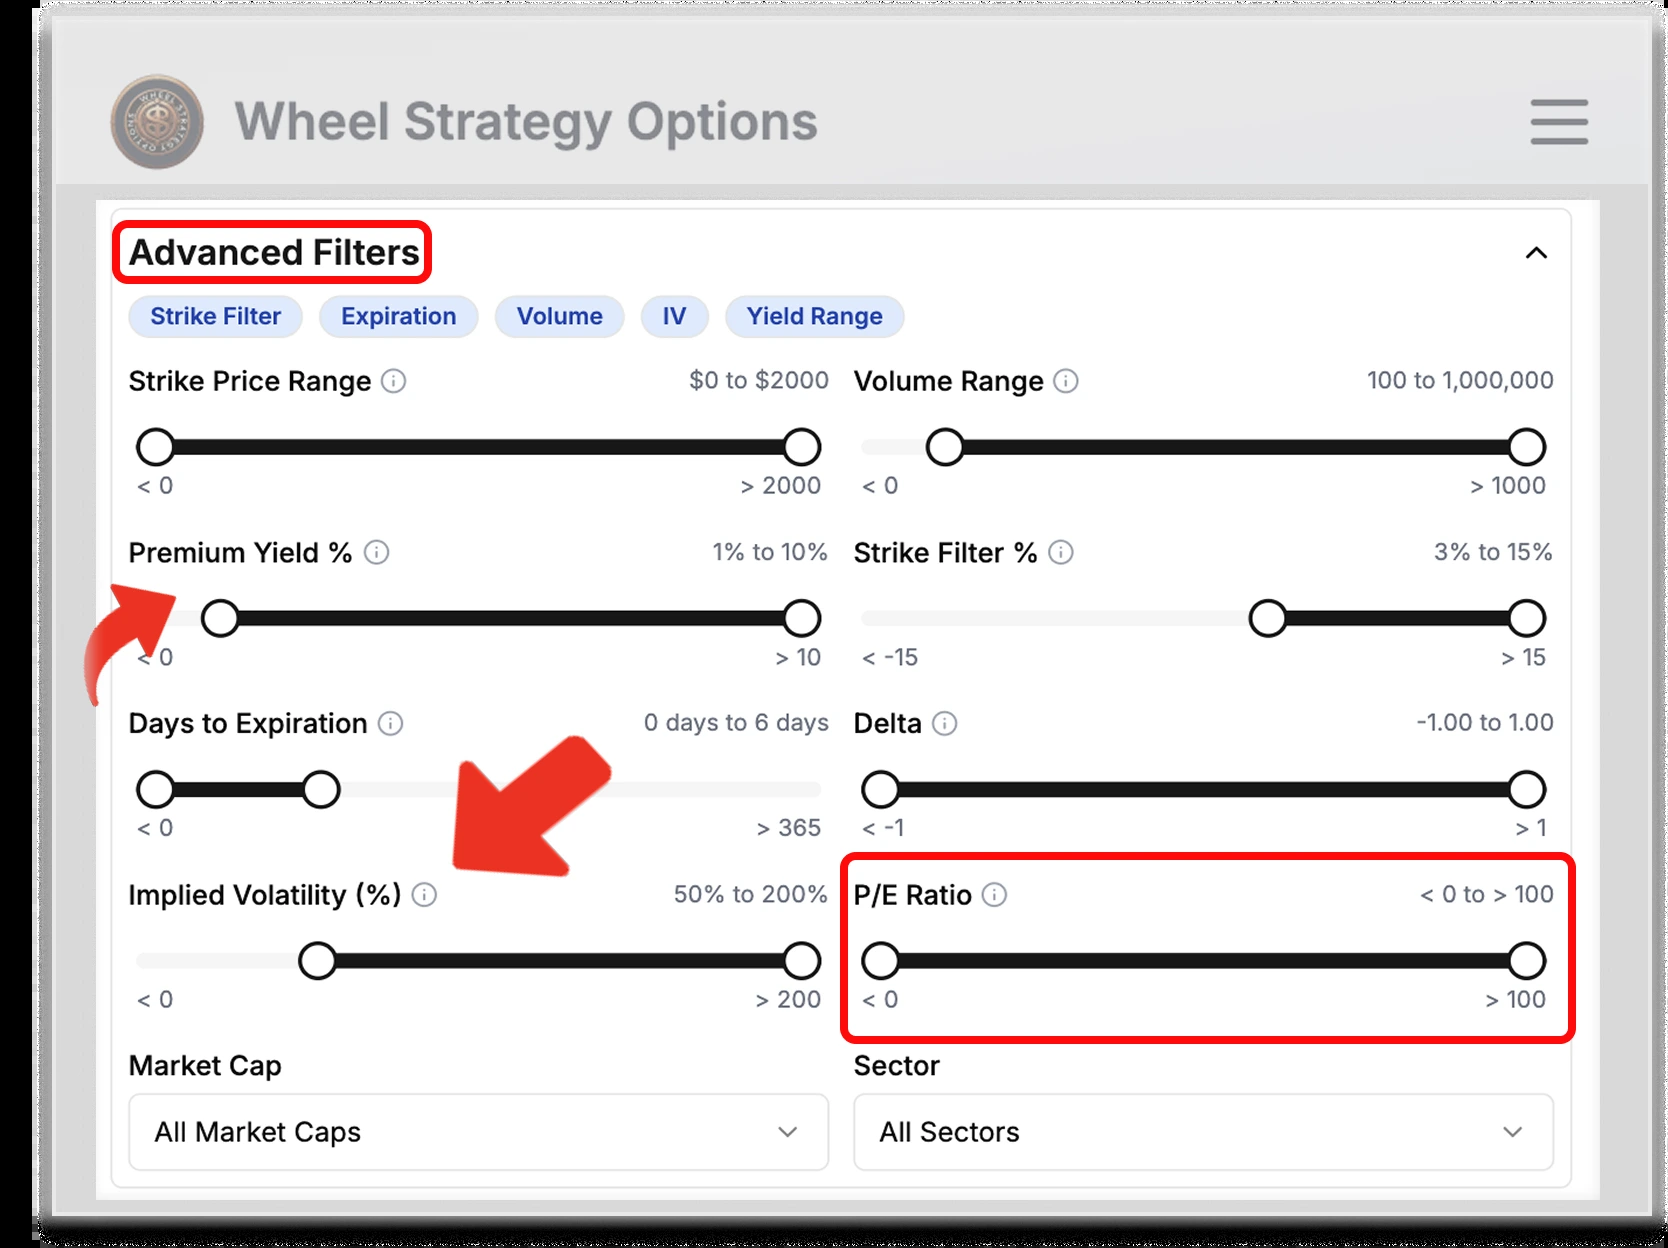 WHEEL STRATEGY OPTIONS
Wheel Strategy Options
Advanced Filters
Strike Filter Expiration Volume IV Yield Range
Strike Price Range $0 to $2000
< 0 > 2000
Volume Range 100 to 1,000,000
< 0 > 1000
Premium Yield % 1% to 10%
< 0 > 10
Strike Filter % 3% to 15%
< -15 > 15
Days to Expiration 0 days to 6 days
< 0 > 365
Delta -1.00 to 1.00
< -1 > 1
Implied Volatility (%) 50% to 200%
< 0 > 200
P/E Ratio < 0 to > 100
< 0 > 100
Market Cap
All Market Caps
Sector
All Sectors